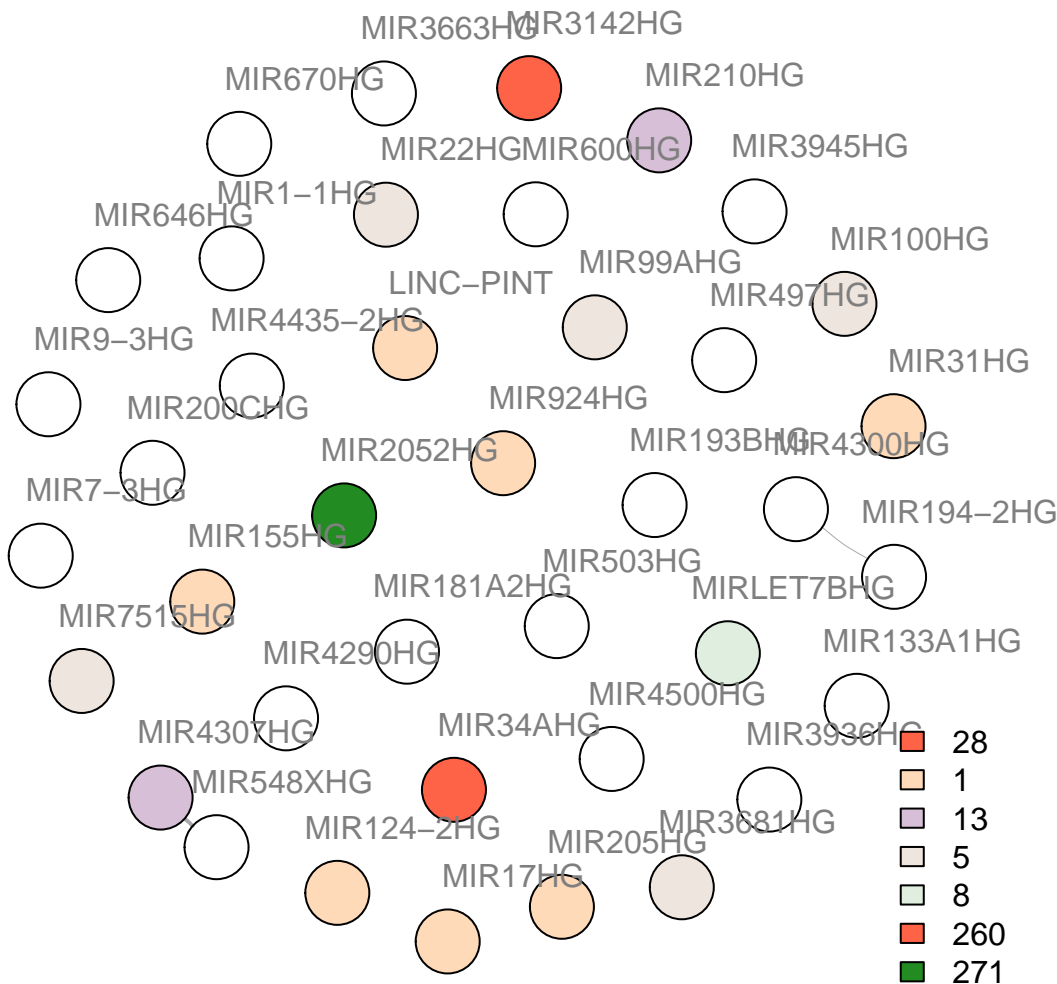 MIR3663HG
MIR3142HG
MIR670HG
MIR210HG
MIR22HG
MIR600HG
MIR3945HG
MIR1−1HG
MIR646HG
MIR100HG
MIR99AHG
LINC−PINT
MIR497HG
MIR4435−2HG
MIR9−3HG
MIR31HG
MIR924HG
MIR200CHG
MIR193BHG
MIR4300HG
MIR2052HG
MIR7−3HG
MIR194−2HG
MIR155HG
MIR503HG
MIR181A2HG
MIRLET7BHG
MIR7515HG
MIR133A1HG
MIR4290HG
MIR4500HG
MIR34AHG
MIR4307HG
MIR3936HG
28
MIR548XHG
1
MIR124−2HG
MIR3681HG
13
MIR205HG
5
MIR17HG
8
260
271